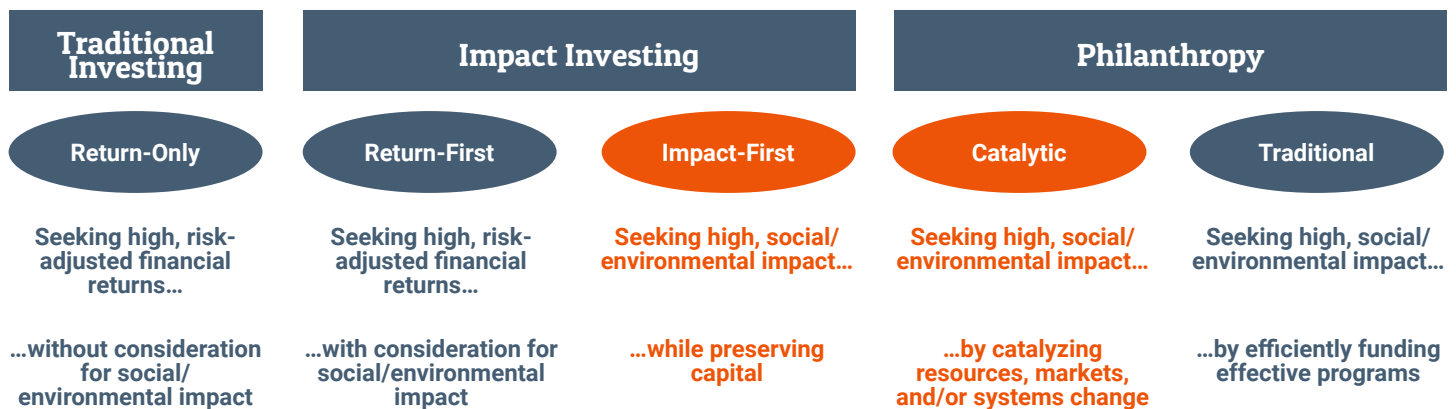 Traditional
Investing
Impact Investing
Philanthropy
Return-Only
Return-First
Impact-First
Catalytic
Traditional
Seeking high, risk-
adjusted financial
returns…
Seeking high, risk-
adjusted financial
returns…
Seeking high, social/
environmental impact…
Seeking high, social/
environmental impact…
Seeking high, social/
environmental impact…
…without consideration
for social/
environmental impact
…with consideration for
social/environmental
impact
…while preserving
capital
…by catalyzing
resources, markets,
and/or systems change
…by efficiently funding
effective programs